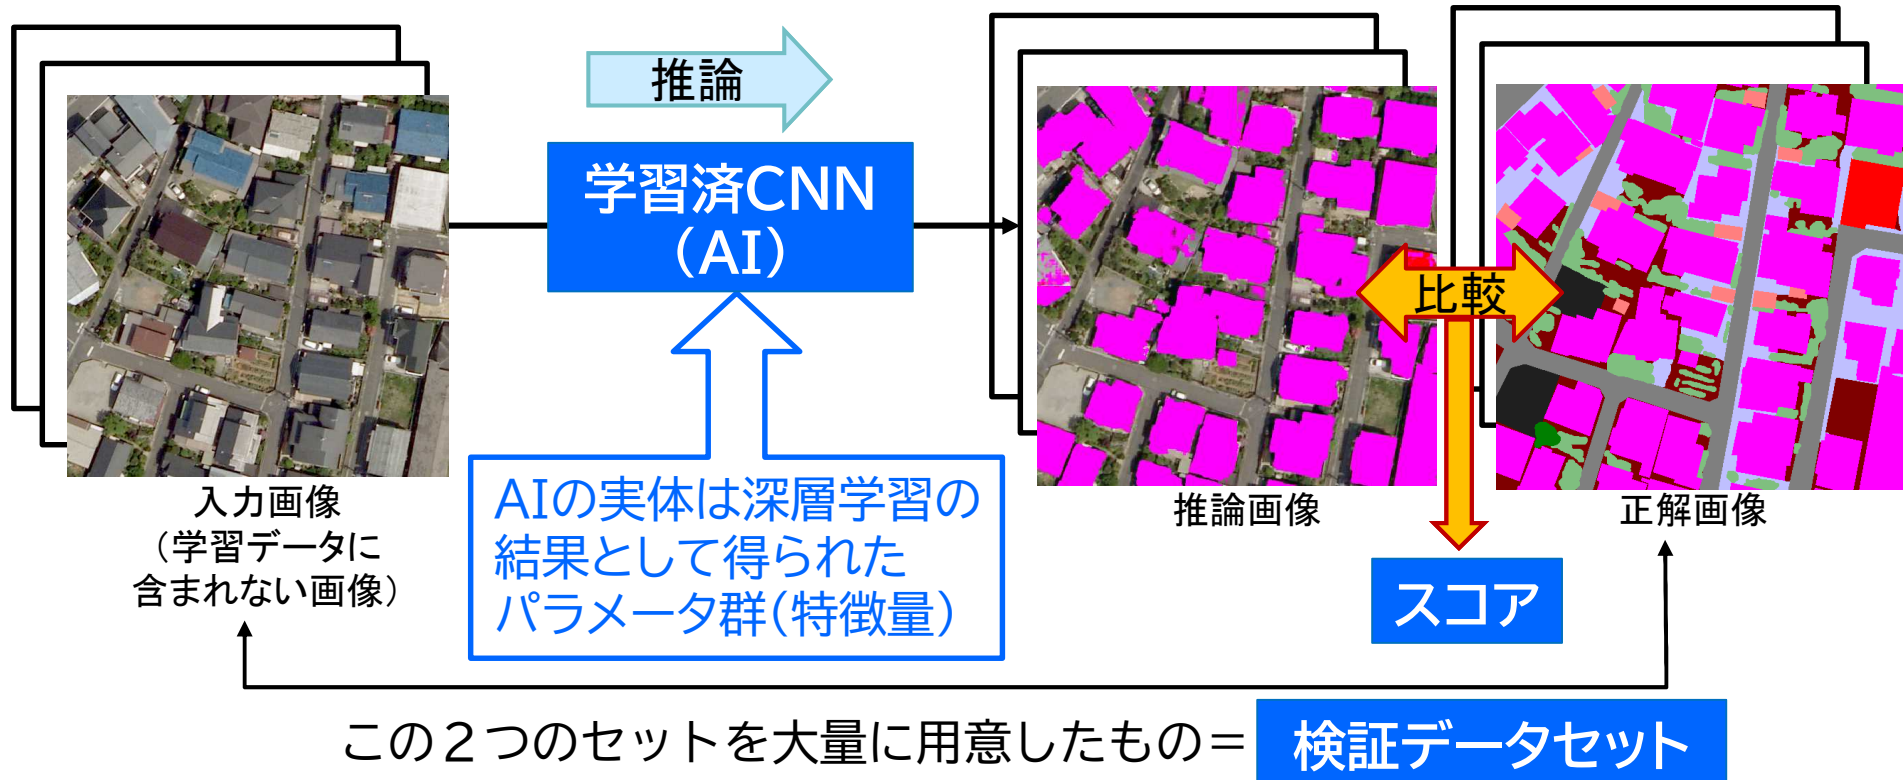 推論
学習済CNN
（AI）
入力画像
（学習データに
含まれない画像）
AIの実体は深層学習の
結果として得られた
パラメータ群（特徴量）
推論画像
比較
正解画像
スコア
この２つのセットを大量に用意したもの＝
検証データセット